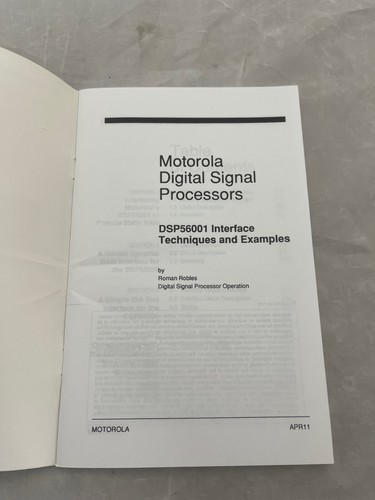 Motorola
Digital Signal
Processors
DSP56001 Interface
Techniques and Examples
by
Roman Robles
Digital Signal Processor Operation
MOTOROLA
APR11